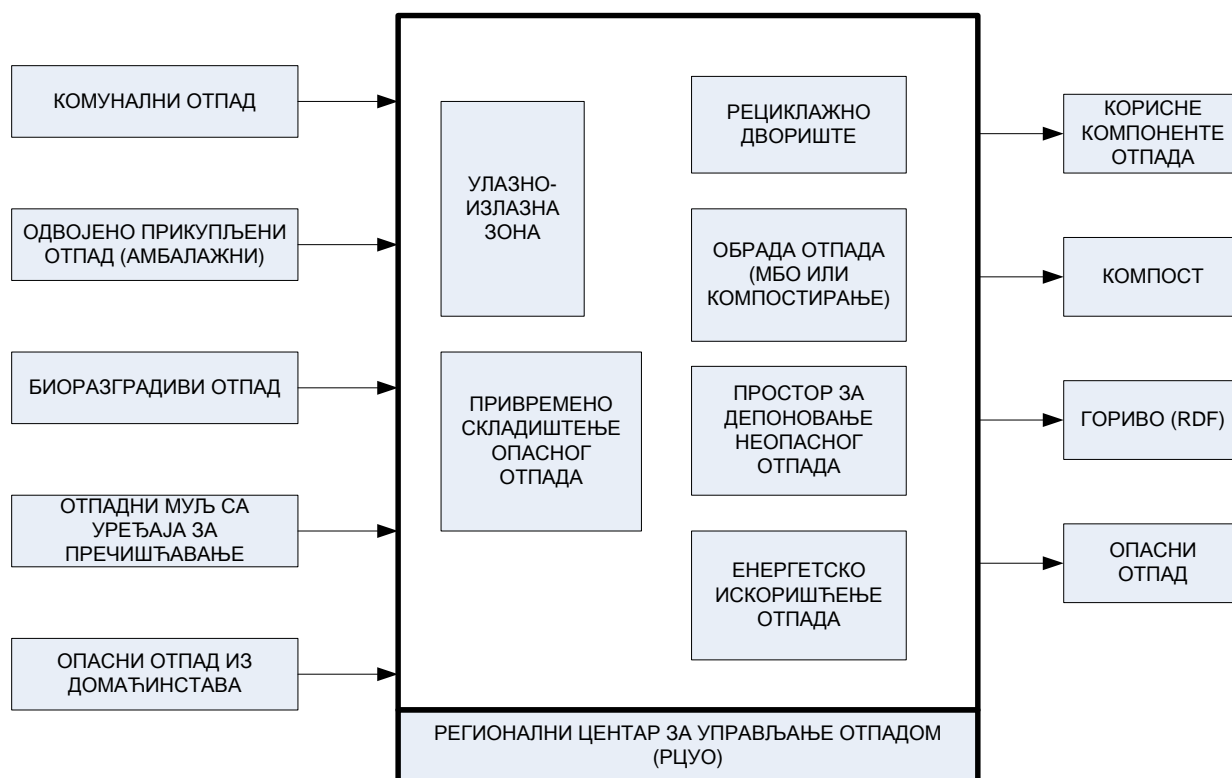 КОМУНАЛНИ ОТПАД
ОДВОЈЕНО ПРИКУПЉЕНИ
ОТПАД (АМБАЛАЖНИ)
БИОРАЗГРАДИВИ ОТПАД
ОТПАДНИ МУЉ СА
УРЕЂАЈА ЗА
ПРЕЧИШЋАВАЊЕ
ОПАСНИ ОТПАД ИЗ
ДОМАЋИНСТАВА
УЛАЗНО-
ИЗЛАЗНА
ЗОНА
ПРИВРЕМЕНО
СКЛАДИШТЕЊЕ
ОПАСНОГ
ОТПАДА
РЕЦИКЛАЖНО
ДВОРИШТЕ
ОБРАДА ОТПАДА
(МБО ИЛИ
КОМПОСТИРАЊЕ)
ПРОСТОР ЗА
ДЕПОНОВАЊЕ
НЕОПАСНОГ
ОТПАДА
ЕНЕРГЕТСКО
ИСКОРИШЋЕЊЕ
ОТПАДА
РЕГИОНАЛНИ ЦЕНТАР ЗА УПРАВЉАЊЕ ОТПАДОМ
(РЦУО)
КОРИСНЕ
КОМПОНЕНТЕ
ОТПАДА
КОМПОСТ
ГОРИВО (RDF)
ОПАСНИ
ОТПАД